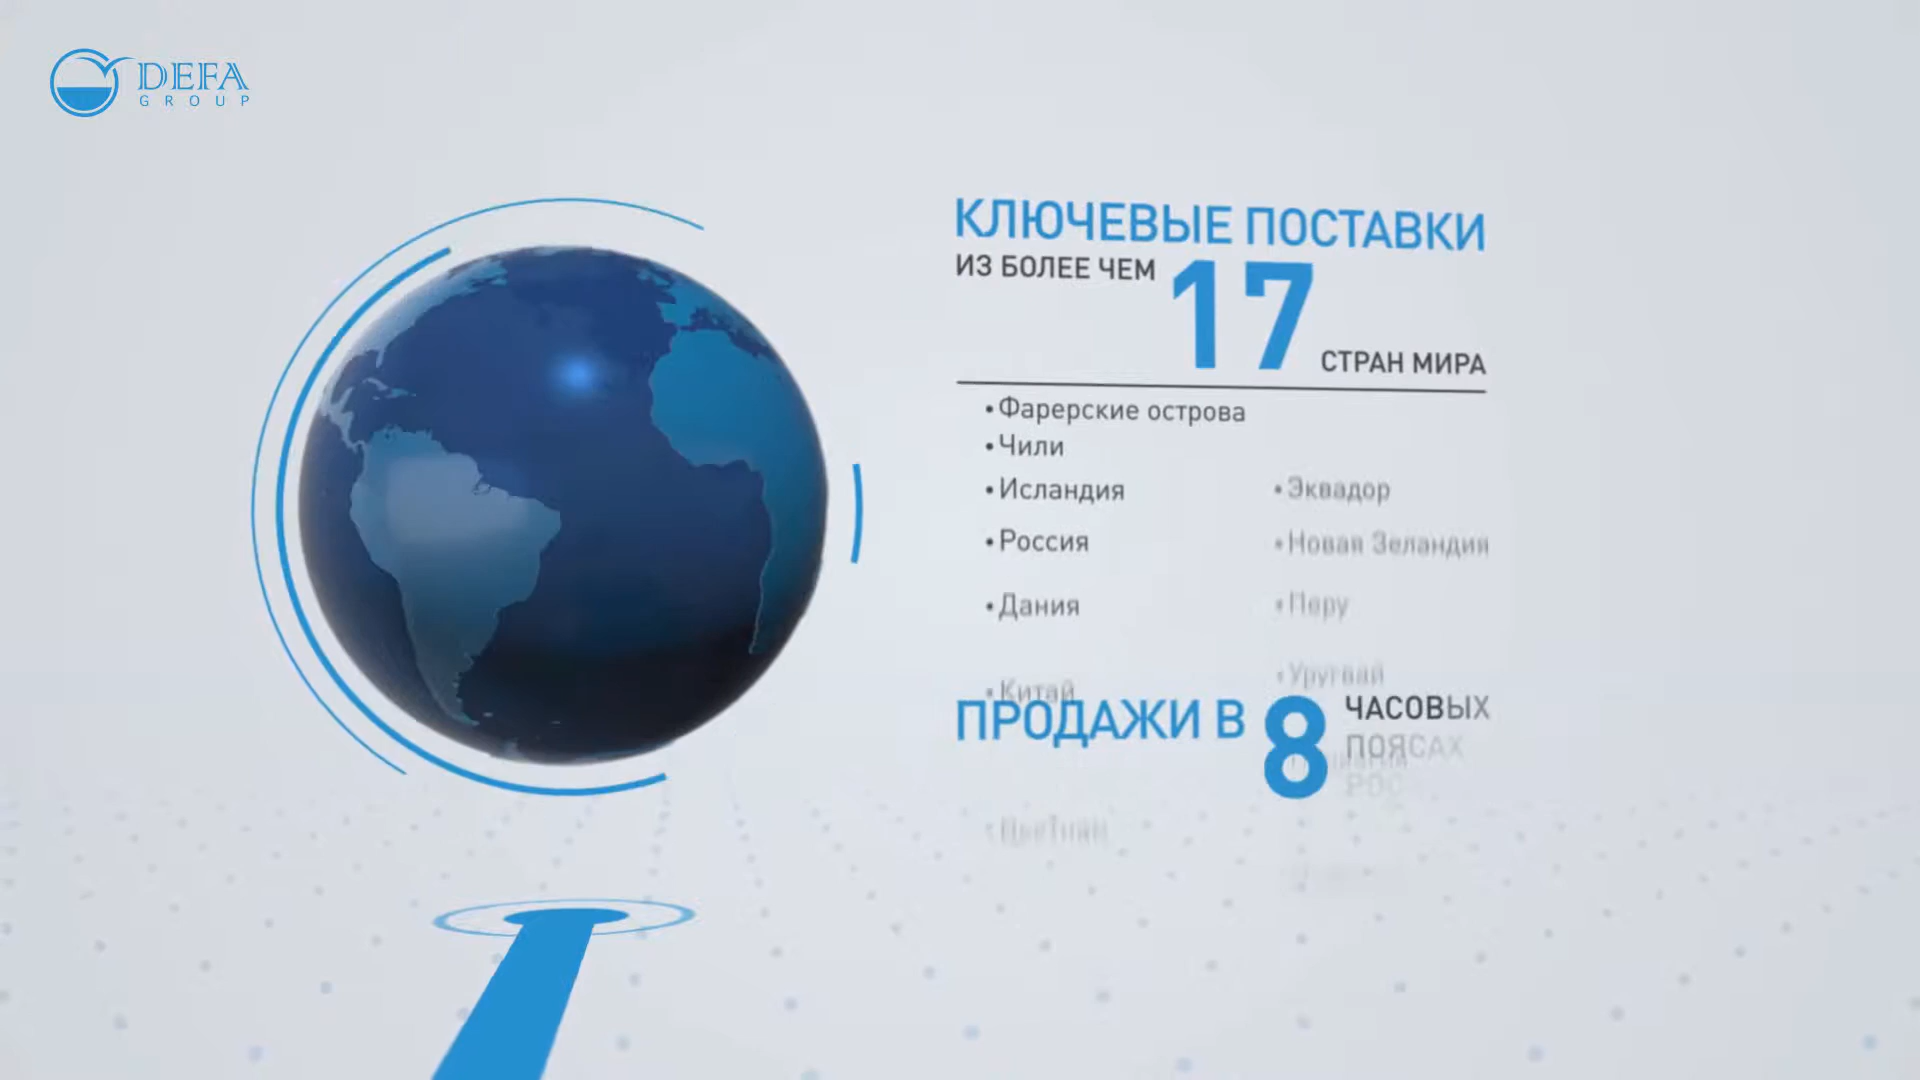 DEFA
GROUP
КЛЮЧЕВЫЕ ПОСТАВКИ
ИЗ БОЛЕЕ ЧЕМ 17 СТРАН МИРА
•Фарерские острова
•Чили
•Исландия
•Эквадор
•Россия
•Новая Зеландия
•Дания
•Перу
•Уругвай
•Китай
ПРОДАЖИ В 8 ЧАСОВЫХ
ПОЯСАХ